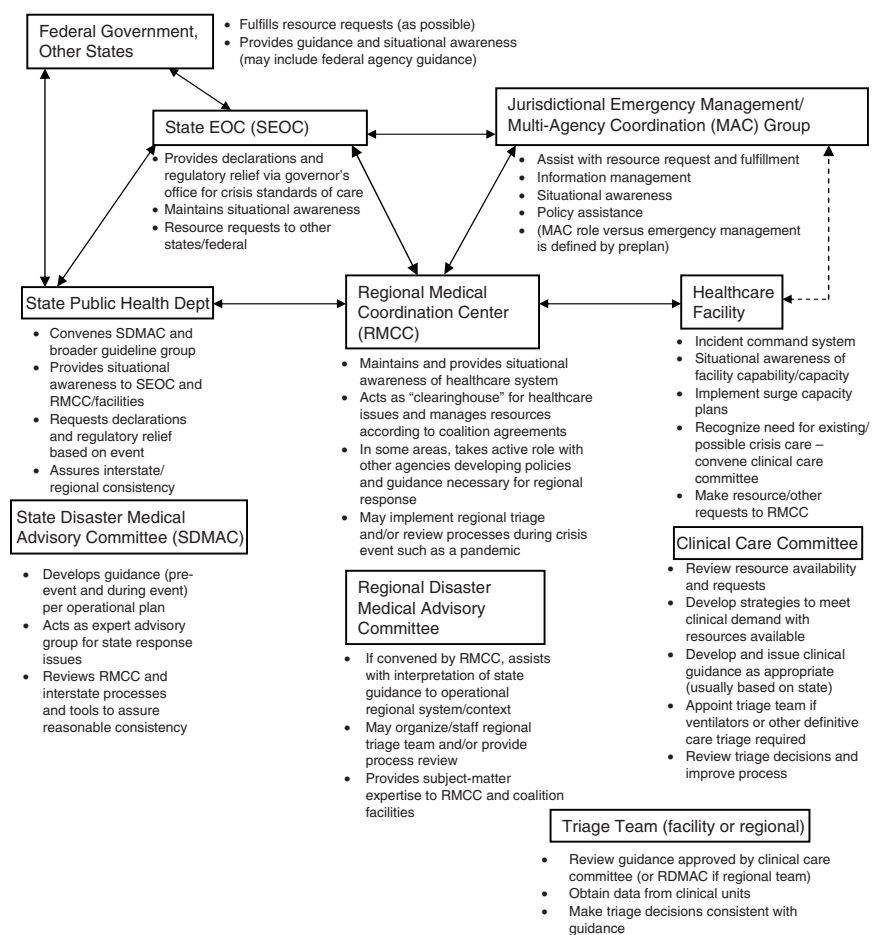 Federal Government,
Other States
• Fulfills resource requests (as possible)
• Provides guidance and situational awareness
(may include federal agency guidance)
State EOC (SEOC)
• Provides declarations and
regulatory relief via governor's
office for crisis standards of care
• Maintains situational awareness
• Resource requests to other
states/federal
Jurisdictional Emergency Management/
Multi-Agency Coordination (MAC) Group
• Assist with resource request and fulfillment
• Information management
• Situational awareness
• Policy assistance
• (MAC role versus emergency management
is defined by preplan)
State Public Health Dept
• Convenes SDMAC and
broader guideline group
• Provides situational
awareness to SEOC and
RMCC/facilities
• Requests declarations
and regulatory relief
based on event
• Assures interstate/
regional consistency
State Disaster Medical
Advisory Committee (SDMAC)
• Develops guidance (pre-
event and during event)
per operational plan
• Acts as expert advisory
group for state response
issues
• Reviews RMCC and
interstate processes
and tools to assure
reasonable consistency
Regional Medical
Coordination Center
(RMCC)
• Maintains and provides situational
awareness of healthcare system
• Acts as “clearinghouse” for healthcare
issues and manages resources
according to coalition agreements
• In some areas, takes active role with
other agencies developing policies
and guidance necessary for regional
response
• May implement regional triage
and/or review processes during crisis
event such as a pandemic
Regional Disaster
Medical Advisory
Committee
• If convened by RMCC, assists
with interpretation of state
guidance to operational
regional system/context
• May organize/staff regional
triage team and/or provide
process review
• Provides subject-matter
expertise to RMCC and coalition
facilities
Healthcare
Facility
• Incident command system
• Situational awareness of
facility capability/capacity
• Implement surge capacity
plans
• Recognize need for existing/
possible crisis care –
convene clinical care
committee
• Make resource/other
requests to RMCC
Clinical Care Committee
• Review resource availability
and requests
• Develop strategies to meet
clinical demand with
resources available
• Develop and issue clinical
guidance as appropriate
(usually based on state)
• Appoint triage team if
ventilators or other definitive
care triage required
• Review triage decisions and
improve process
Triage Team (facility or regional)
• Review guidance approved by clinical care
committee (or RDMAC if regional team)
• Obtain data from clinical units
• Make triage decisions consistent with
guidance